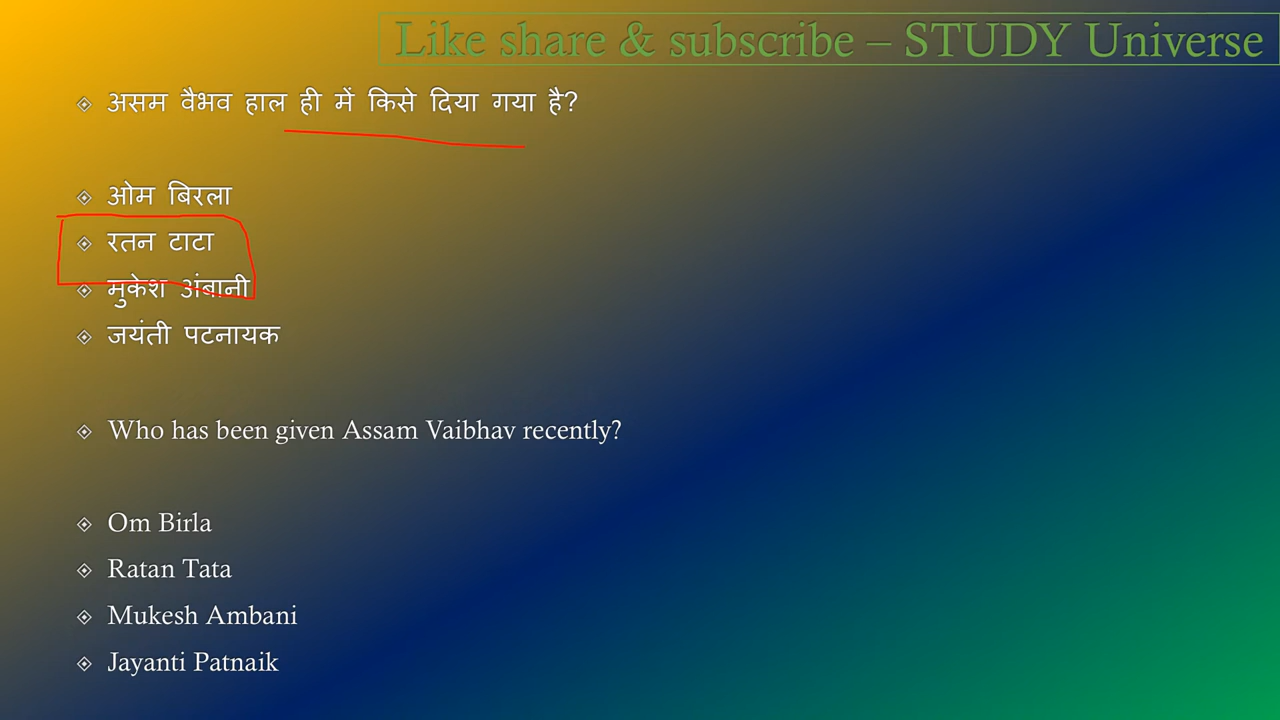 Like share & subscribe – STUDY Universe
असम वैभव हाल ही में किसे दिया गया है?
ओम बिरला
रतन टाटा
मुकेश अंबानी
जयंती पटनायक
Who has been given Assam Vaibhav recently?
Om Birla
Ratan Tata
Mukesh Ambani
Jayanti Patnaik